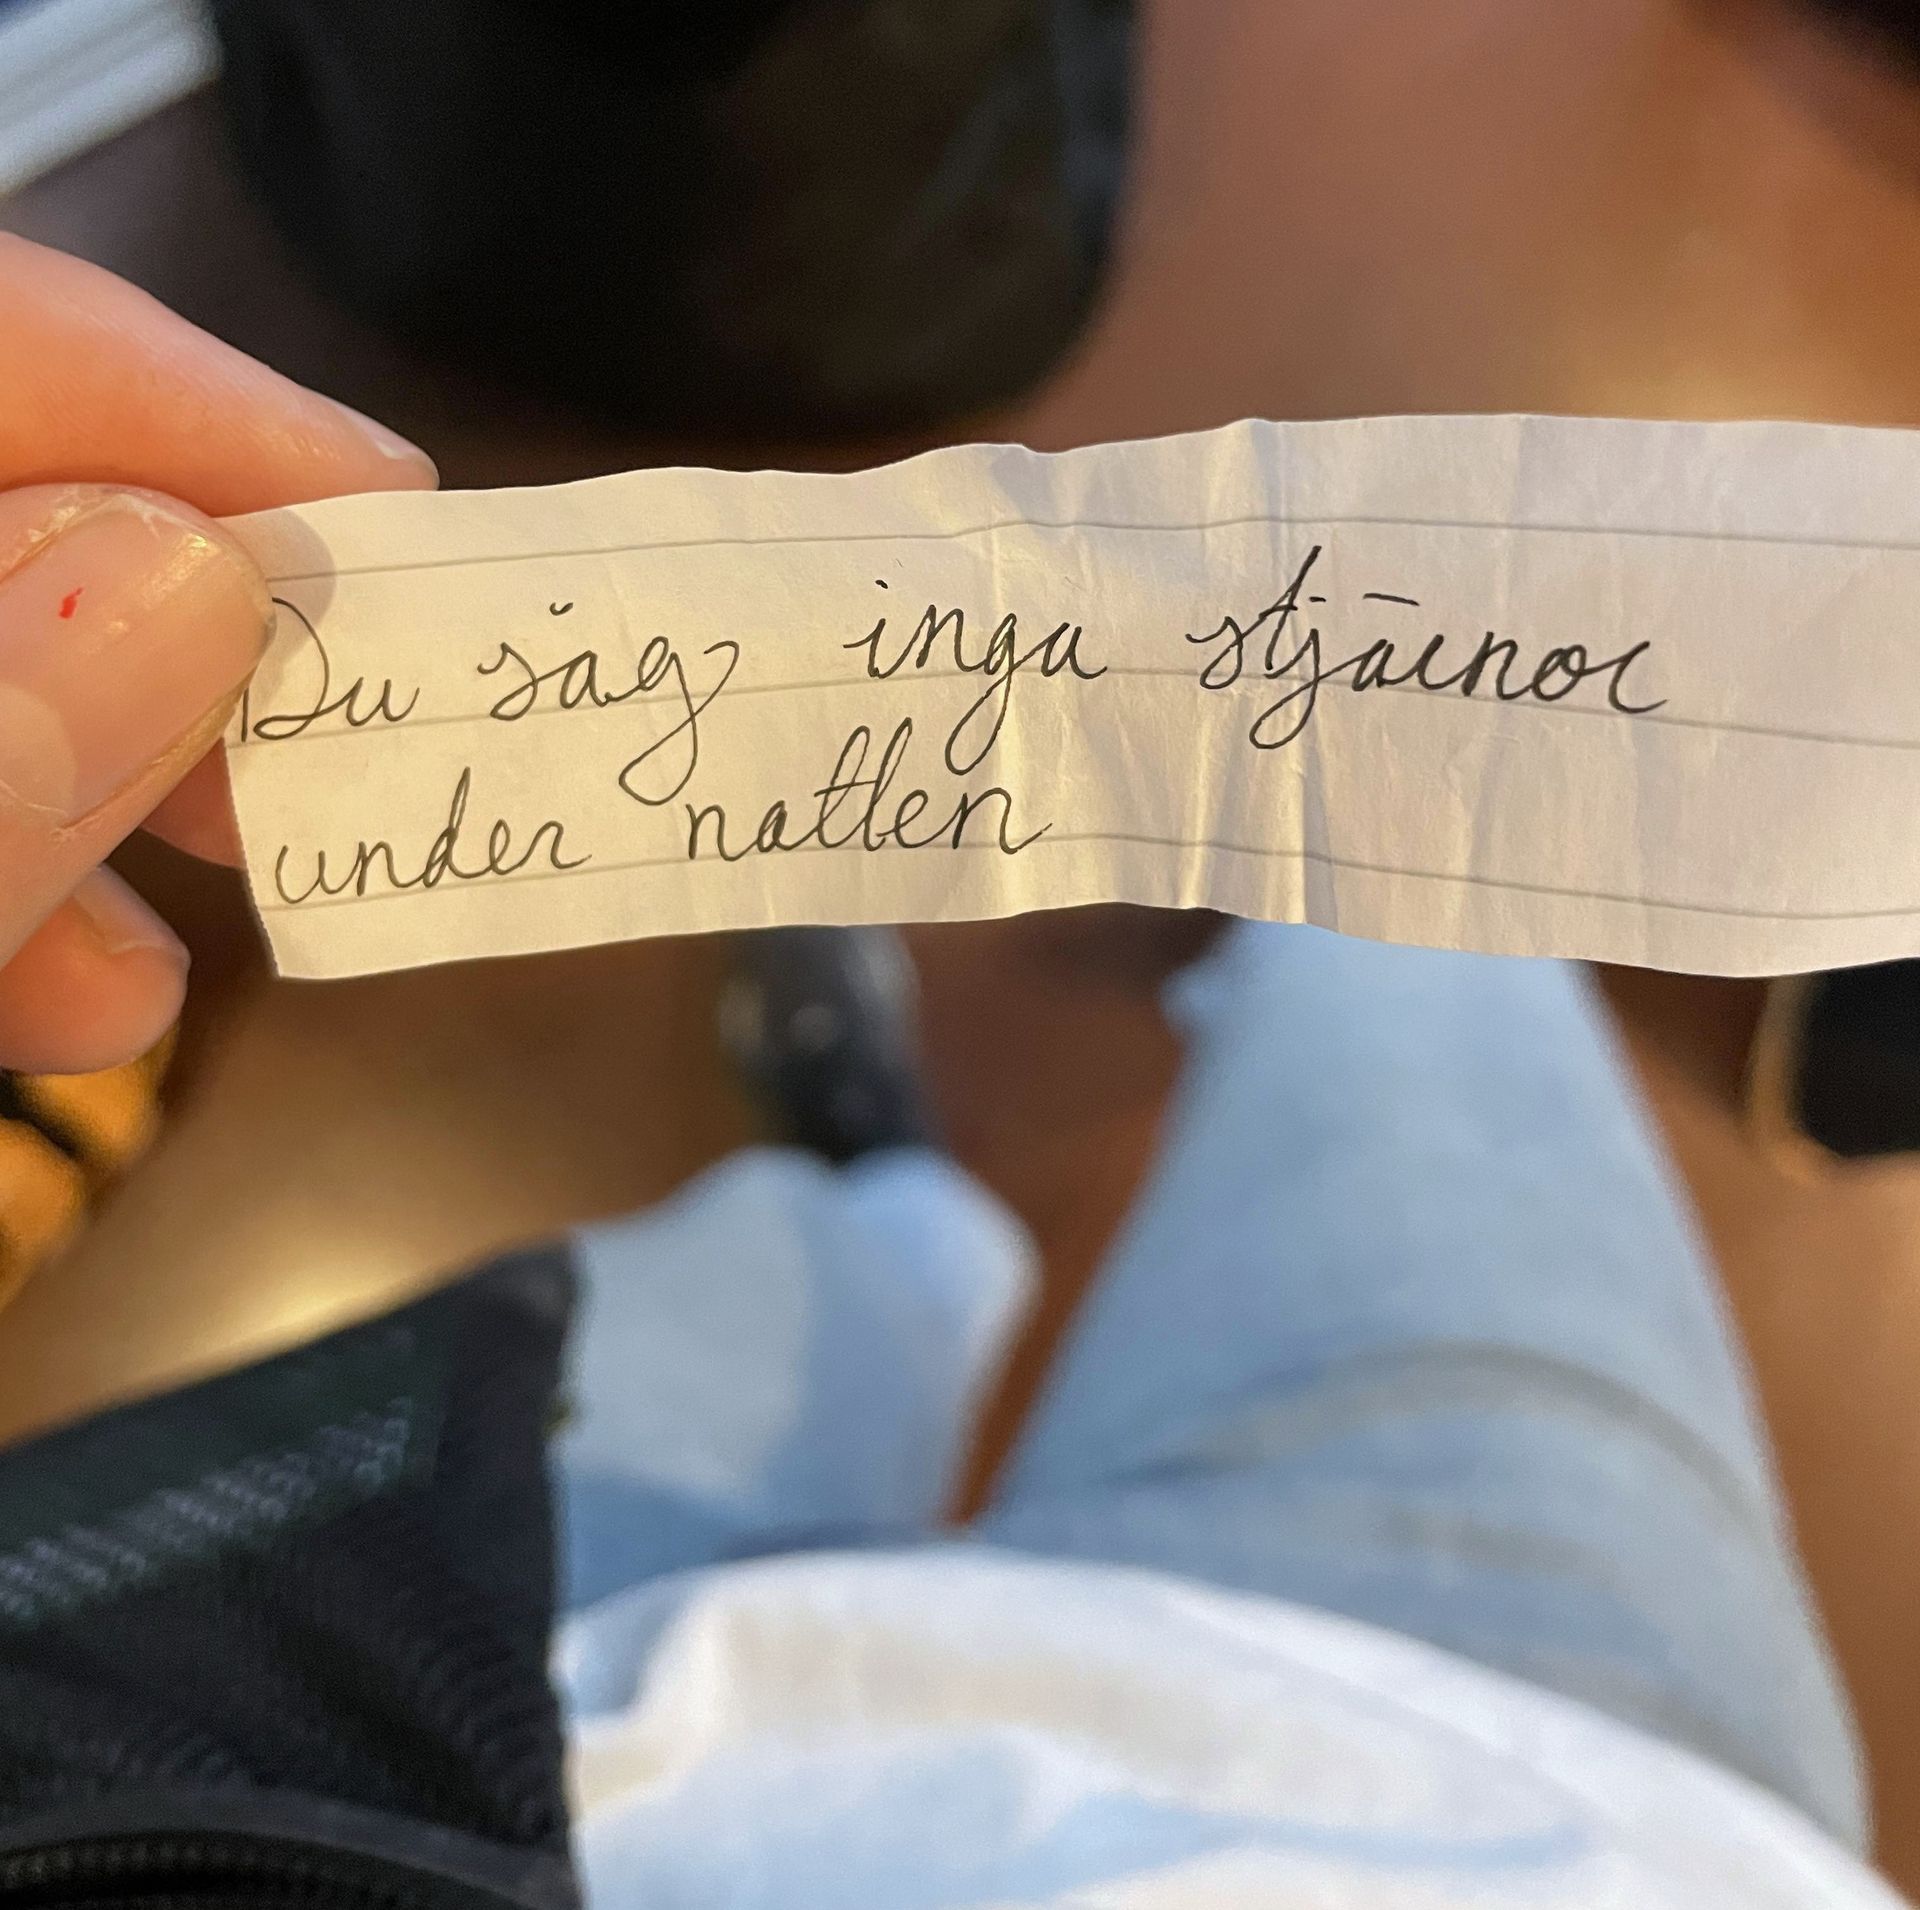 Du såg inga stjärnor
under natten